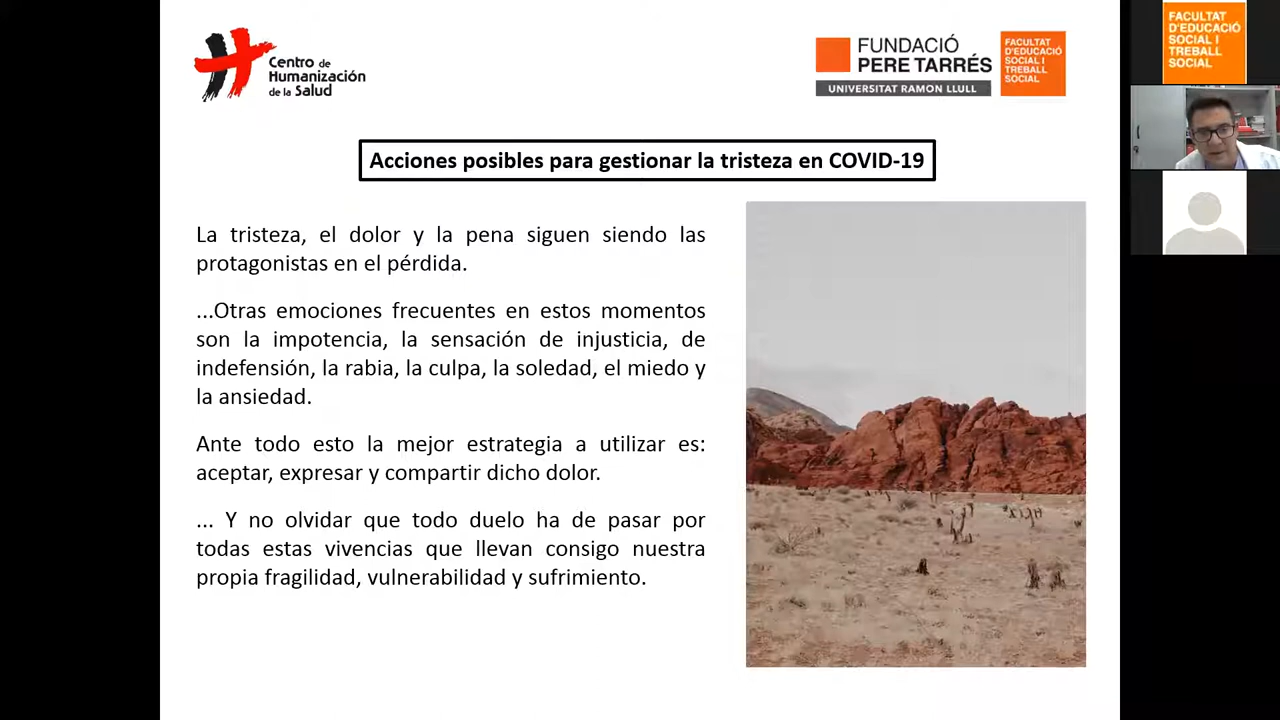 Centro de
Humanización
de la Salud
FUNDACIÓ
PERE TARRÉS
UNIVERSITAT RAMON LLULL
FACULTAT
D'EDUCACIÓ
SOCIAL I
TREBALL
SOCIAL
FACULTAT
D'EDUCACIÓ
SOCIAL I
TREBALL
SOCIAL
Acciones posibles para gestionar la tristeza en COVID-19
La tristeza, el dolor y la pena siguen siendo las
protagonistas en el pérdida.
...Otras emociones frecuentes en estos momentos
son la impotencia, la sensación de injusticia, de
indefensión, la rabia, la culpa, la soledad, el miedo y
la ansiedad.
Ante todo esto la mejor estrategia a utilizar es:
aceptar, expresar y compartir dicho dolor.
... Y no olvidar que todo duelo ha de pasar por
todas estas vivencias que llevan consigo nuestra
propia fragilidad, vulnerabilidad y sufrimiento.